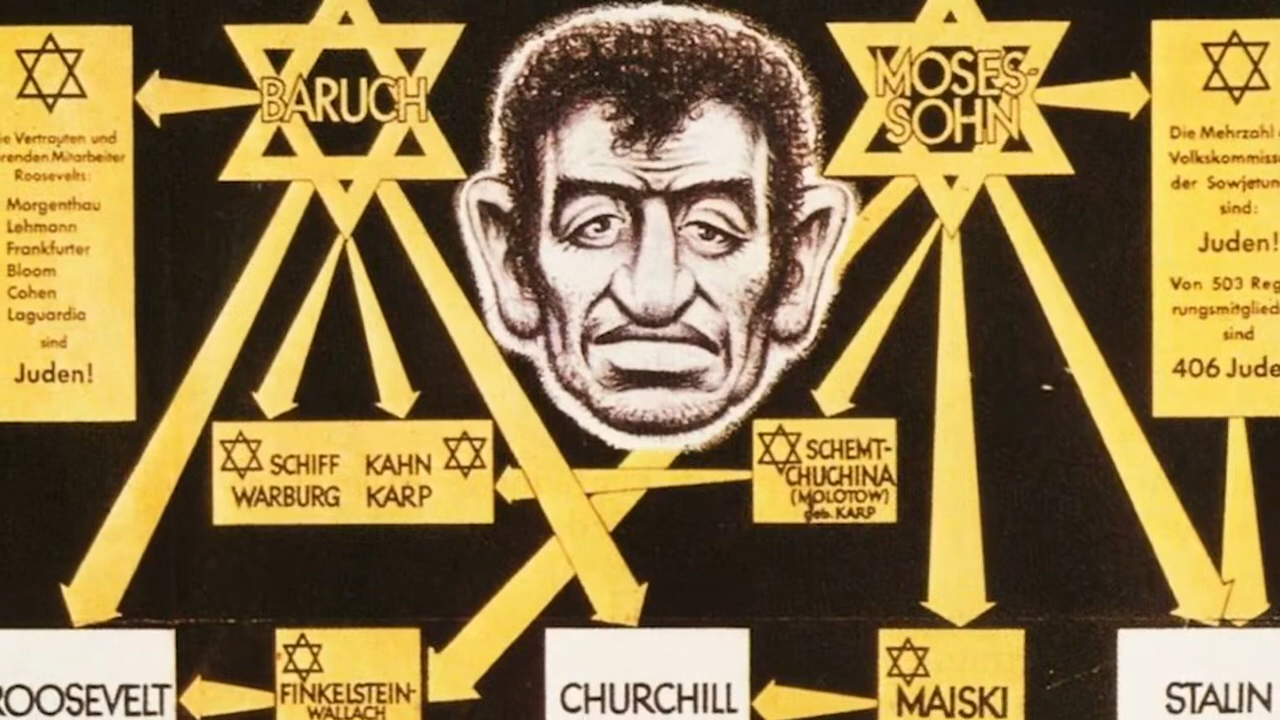 BARUCH
MOSES-
SOHN
ie Vertrauten und
renden Mitarbeiter
Roosevelts:
Morgenthau
Lehmann
Frankfurter
Bloom
Cohen
Laguardia
sind
Juden!
Die Mehrzahl
Volkskommiss
der Sowjetun
sind:
Juden!
Von 503 Reg
rungsmitglied
sind
406 Jude
SCHIFF KAHN
WARBURG KARP
SCHEMT-
CHUCHINA
(MOLOTOW)
geb. KARP
ROOSEVELT
FINKELSTEIN-
WALLACH
CHURCHILL
MAISKI
STALIN